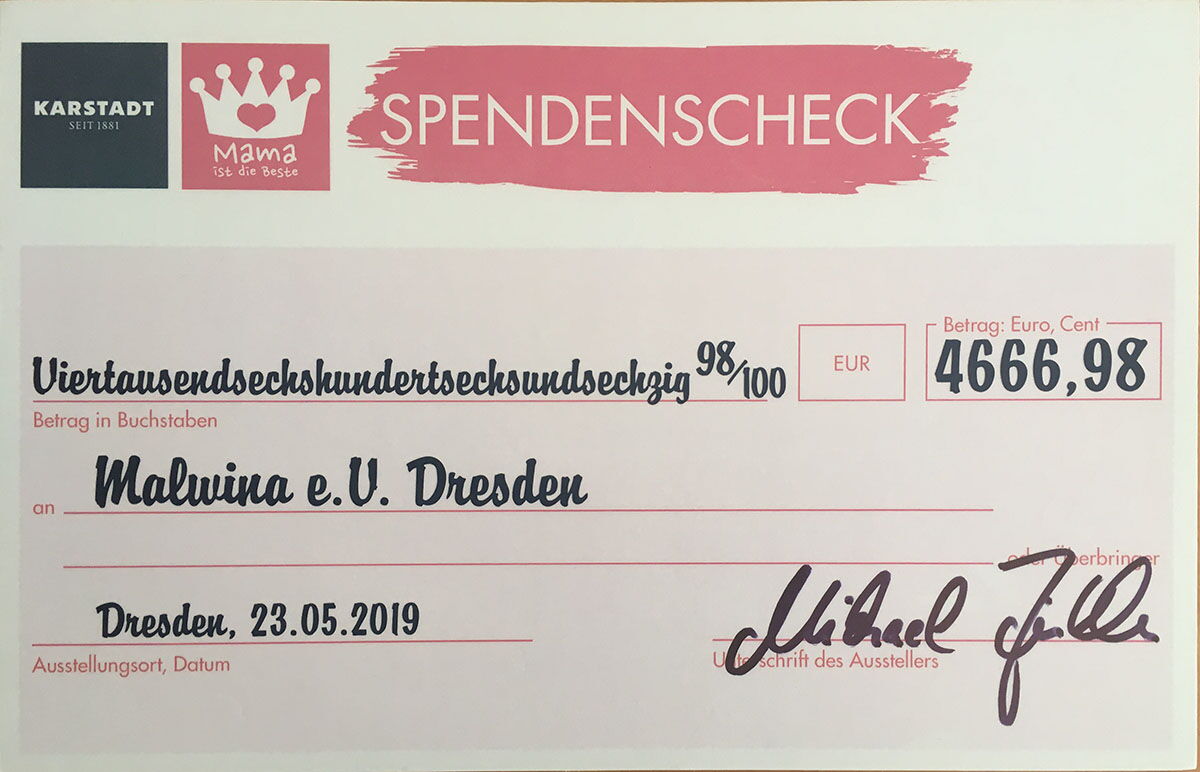 KARSTADT
SEIT 1881
Mama
ist die Beste
SPENDENSCHECK
Viertausendsechshundertsechsundsechzig 98/100
EUR
Betrag: Euro, Cent
4666,98
Betrag in Buchstaben
an Malwina e.V. Dresden
oder Überbringer
Dresden, 23.05.2019
Michael
Ausstellungsort, Datum
Unterschrift des Ausstellers